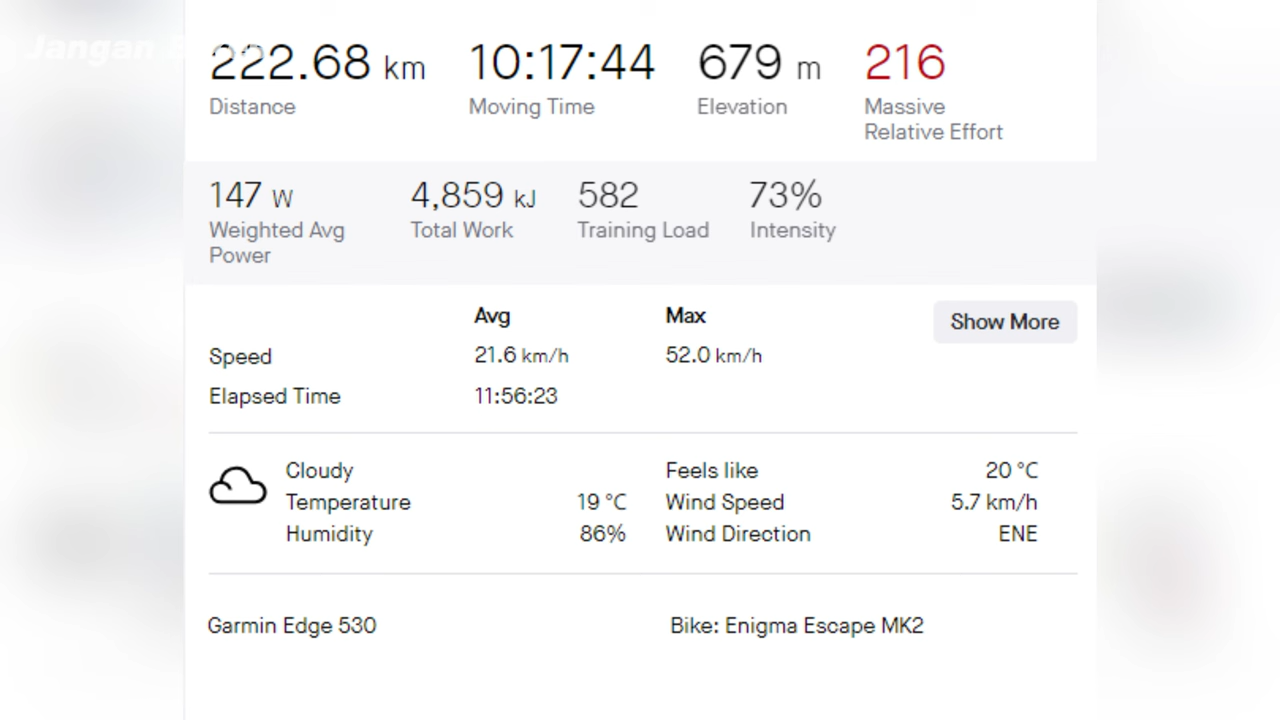 Jangan
222.68 km 10:17:44 679 m 216
Distance Moving Time Elevation Massive
Relative Effort
147 W 4,859 kJ 582 73%
Weighted Avg Total Work Training Load Intensity
Power
Avg Max Show More
Speed 21.6 km/h 52.0 km/h
Elapsed Time 11:56:23
Cloudy Feels like 20 °C
Temperature 19 °C Wind Speed 5.7 km/h
Humidity 86% Wind Direction ENE
Garmin Edge 530 Bike: Enigma Escape MK2